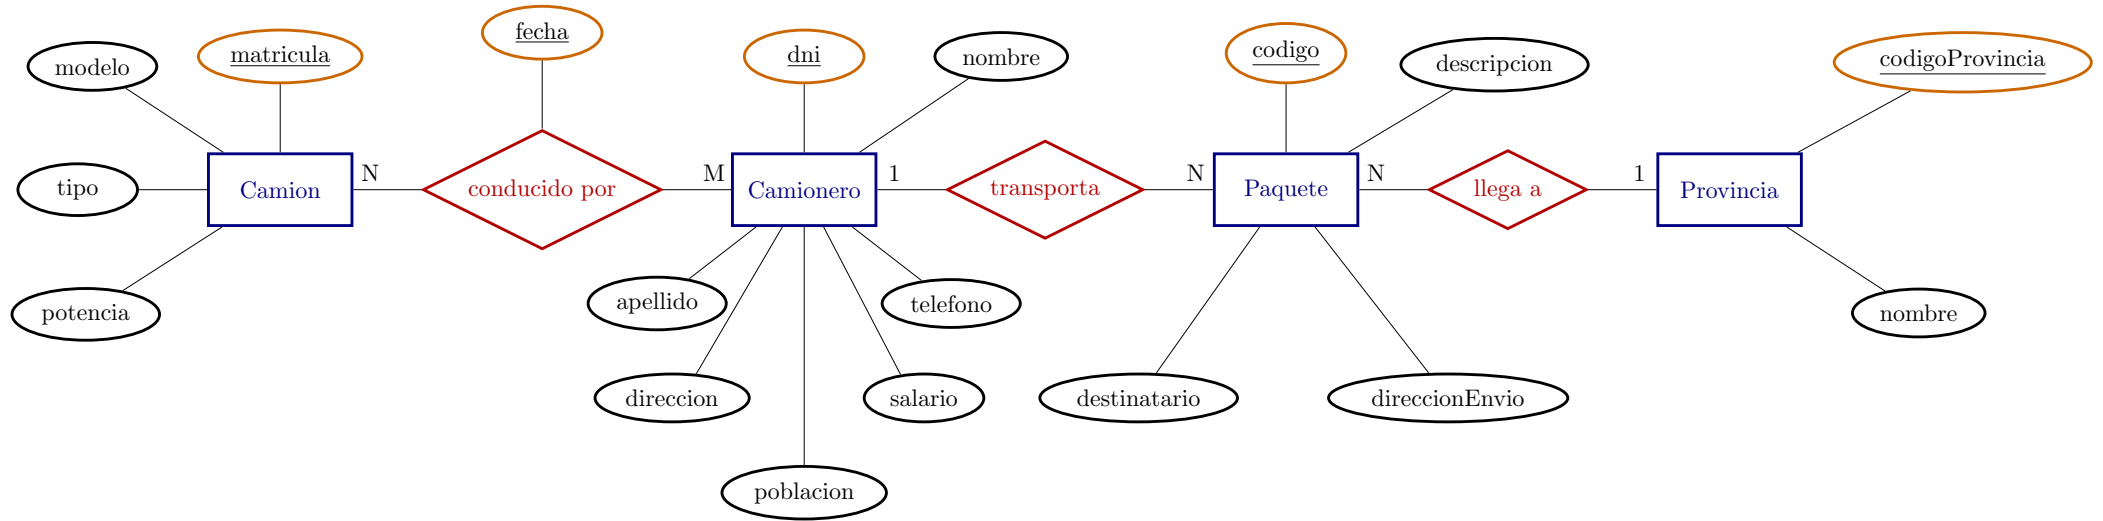 fecha
modelo
matricula
dni
nombre
codigo
descripcion
codigoProvincia
tipo
Camion
N
conducido por
M
Camionero
1
transporta
N
Paquete
N
llega a
1
Provincia
potencia
apellido
telefono
nombre
direccion
salario
destinatario
direccionEnvio
poblacion